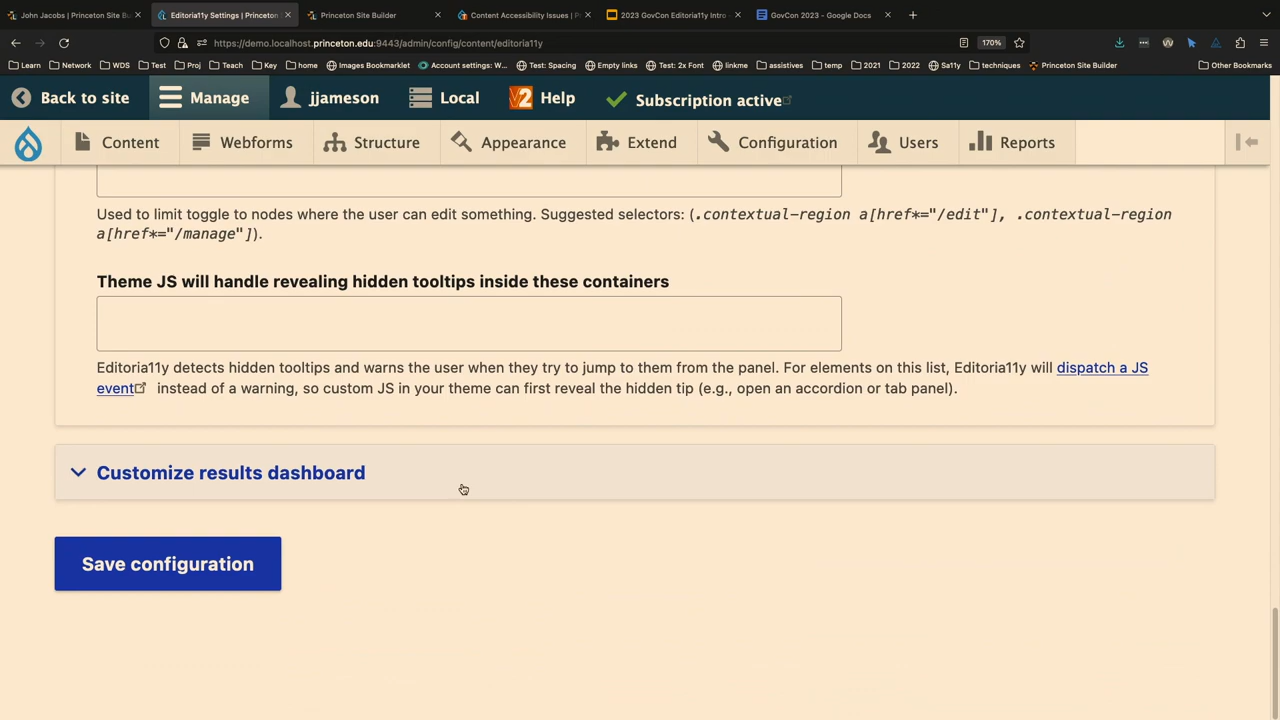 John Jacobs | Princeton Site B
Editoria11y Settings | Princeton
Princeton Site Builder
Content Accessibility Issues | P
2023 GovCon Editoria11y Intro
GovCon 2023 - Google Docs
https://demo.localhost.princeton.edu:9443/admin/config/content/editoria11y
170%
Learn Network WDS Test Proj Teach Key home Images Bookmarklet Account settings: W... Test: Spacing Empty links Test: 2x Font linkme assistives temp 2021 2022 Sa11y techniques Princeton Site Builder Other Bookmarks
Back to site Manage jjameson Local V2 Help Subscription active
Content Webforms Structure Appearance Extend Configuration Users Reports
Used to limit toggle to nodes where the user can edit something. Suggested selectors: (.contextual-region a[href*="/edit"], .contextual-region
a[href*="/manage"]).
Theme JS will handle revealing hidden tooltips inside these containers
Editoria11y detects hidden tooltips and warns the user when they try to jump to them from the panel. For elements on this list, Editoria11y will dispatch a JS
event instead of a warning, so custom JS in your theme can first reveal the hidden tip (e.g., open an accordion or tab panel).
Customize results dashboard
Save configuration